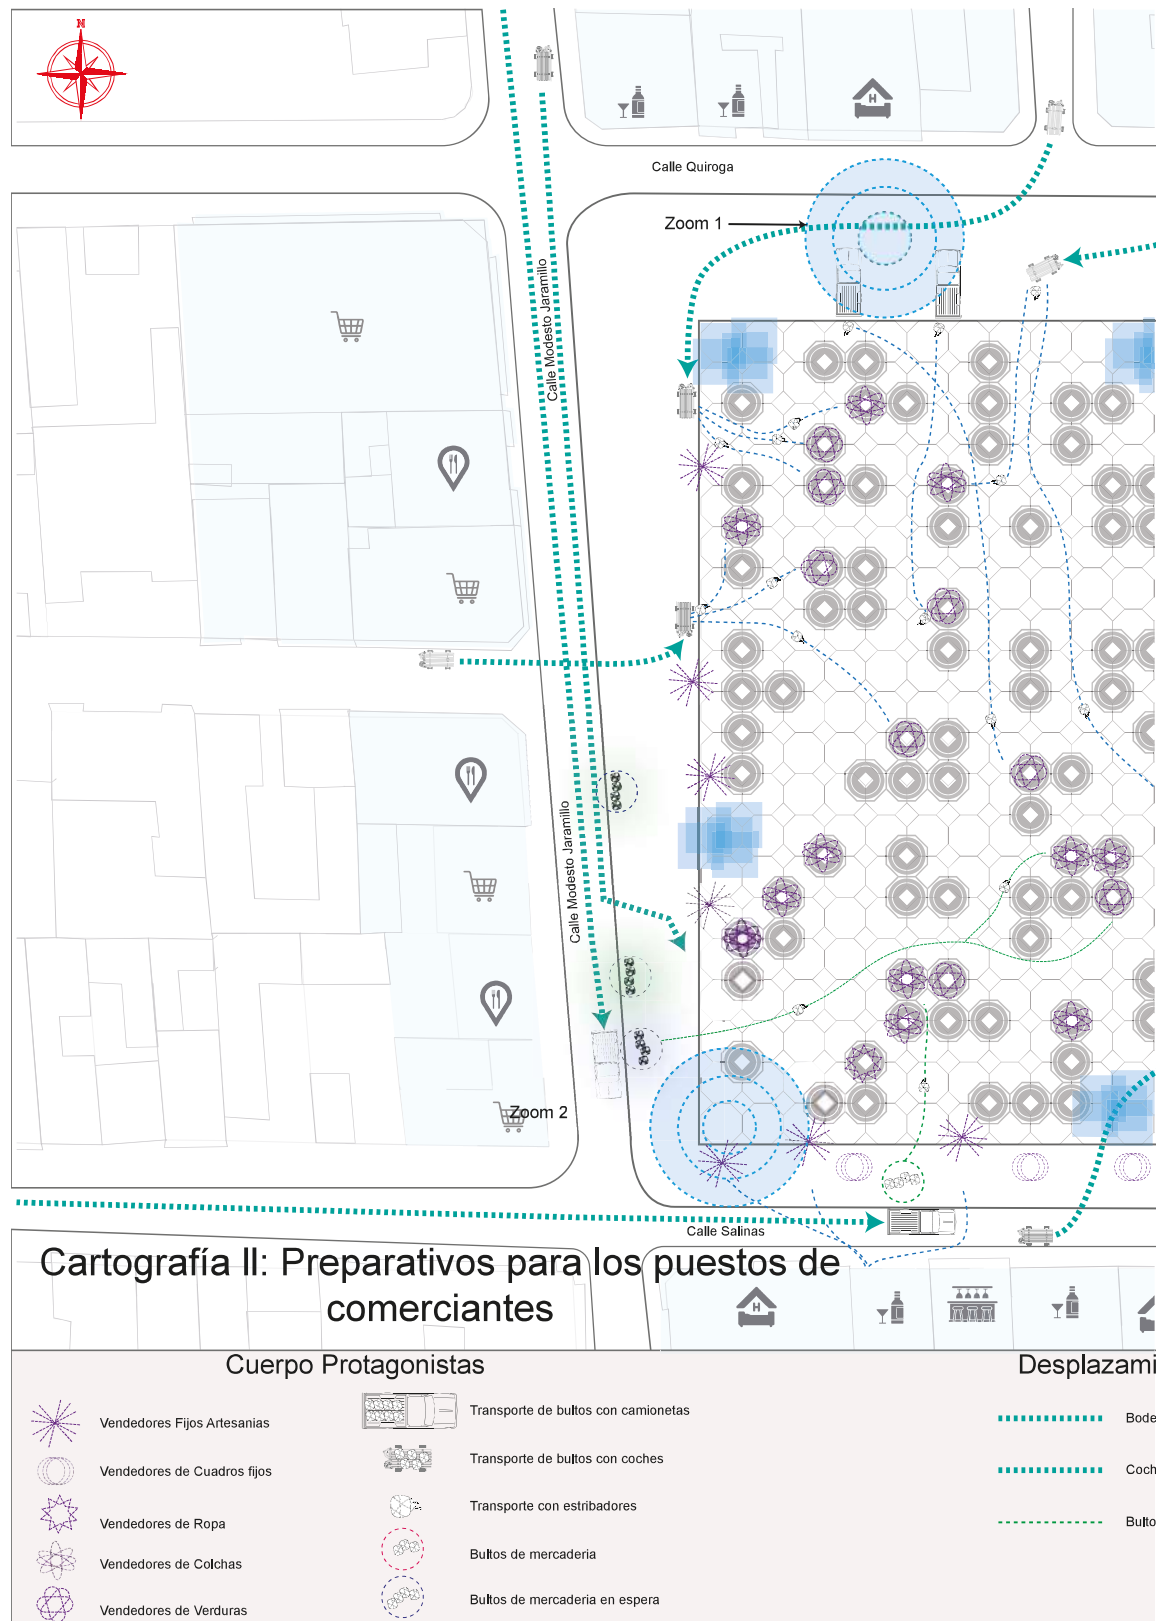 N
H
Calle Quiroga
Zoom 1
Calle Modesto Jaramillo
Calle Modesto Jaramillo
Zoom 2
Calle Salinas
Cartografía II: Preparativos para los puestos de
comerciantes
H
H
Cuerpo Protagonistas
Desplazami
Vendedores Fijos Artesanias
Vendedores de Cuadros fijos
Vendedores de Ropa
Vendedores de Colchas
Vendedores de Verduras
Transporte de bultos con camionetas
Transporte de bultos con coches
Transporte con estribadores
Bultos de mercaderia
Bultos de mercaderia en espera
Bode
Coch
Bulto